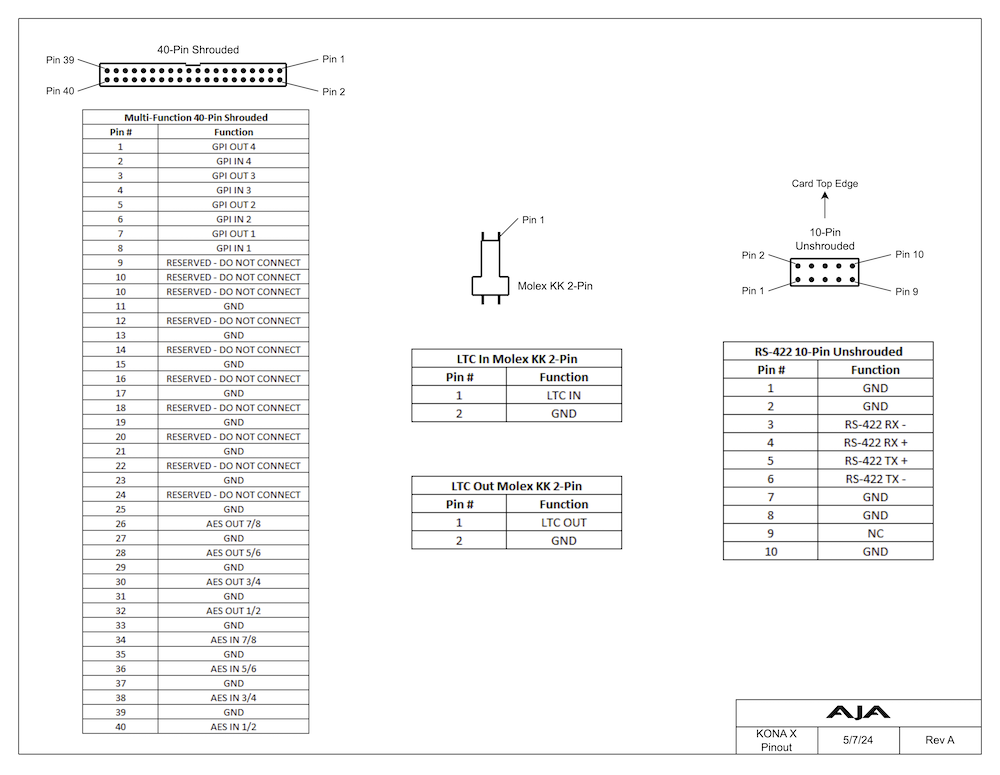 40-Pin Shrouded
Pin 39
Pin 1
Pin 40
Pin 2
Multi-Function 40-Pin Shrouded
Pin # Function
1 GPI OUT 4
2 GPI IN 4
3 GPI OUT 3
4 GPI IN 3
5 GPI OUT 2
6 GPI IN 2
7 GPI OUT 1
8 GPI IN 1
9 RESERVED - DO NOT CONNECT
10 RESERVED - DO NOT CONNECT
10 RESERVED - DO NOT CONNECT
11 GND
12 RESERVED - DO NOT CONNECT
13 GND
14 RESERVED - DO NOT CONNECT
15 GND
16 RESERVED - DO NOT CONNECT
17 GND
18 RESERVED - DO NOT CONNECT
19 GND
20 RESERVED - DO NOT CONNECT
21 GND
22 RESERVED - DO NOT CONNECT
23 GND
24 RESERVED - DO NOT CONNECT
25 GND
26 AES OUT 7/8
27 GND
28 AES OUT 5/6
29 GND
30 AES OUT 3/4
31 GND
32 AES OUT 1/2
33 GND
34 AES IN 7/8
35 GND
36 AES IN 5/6
37 GND
38 AES IN 3/4
39 GND
40 AES IN 1/2
Pin 1
Molex KK 2-Pin
LTC In Molex KK 2-Pin
Pin # Function
1 LTC IN
2 GND
LTC Out Molex KK 2-Pin
Pin # Function
1 LTC OUT
2 GND
Card Top Edge
10-Pin
Unshrouded
Pin 2
Pin 10
Pin 1
Pin 9
RS-422 10-Pin Unshrouded
Pin # Function
1 GND
2 GND
3 RS-422 RX -
4 RS-422 RX +
5 RS-422 TX +
6 RS-422 TX -
7 GND
8 GND
9 NC
10 GND
AJA
KONA X
Pinout
5/7/24
Rev A